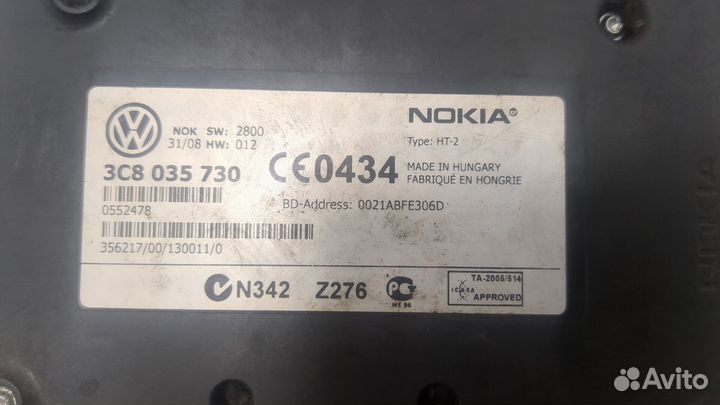 NOK SW: 2800
31/08 HW: 012
3C8 035 730
0552478
356217/00/130011/0
NOKIA®
Type: HT-2
CE0434
MADE IN HUNGARY
FABRIQUÉ EN HONGRIE
BD-Address: 0021ABFE306D
N342 Z276
ME 96
TA-2005/514
ICASA
APPROVED
NOKIA
Avito